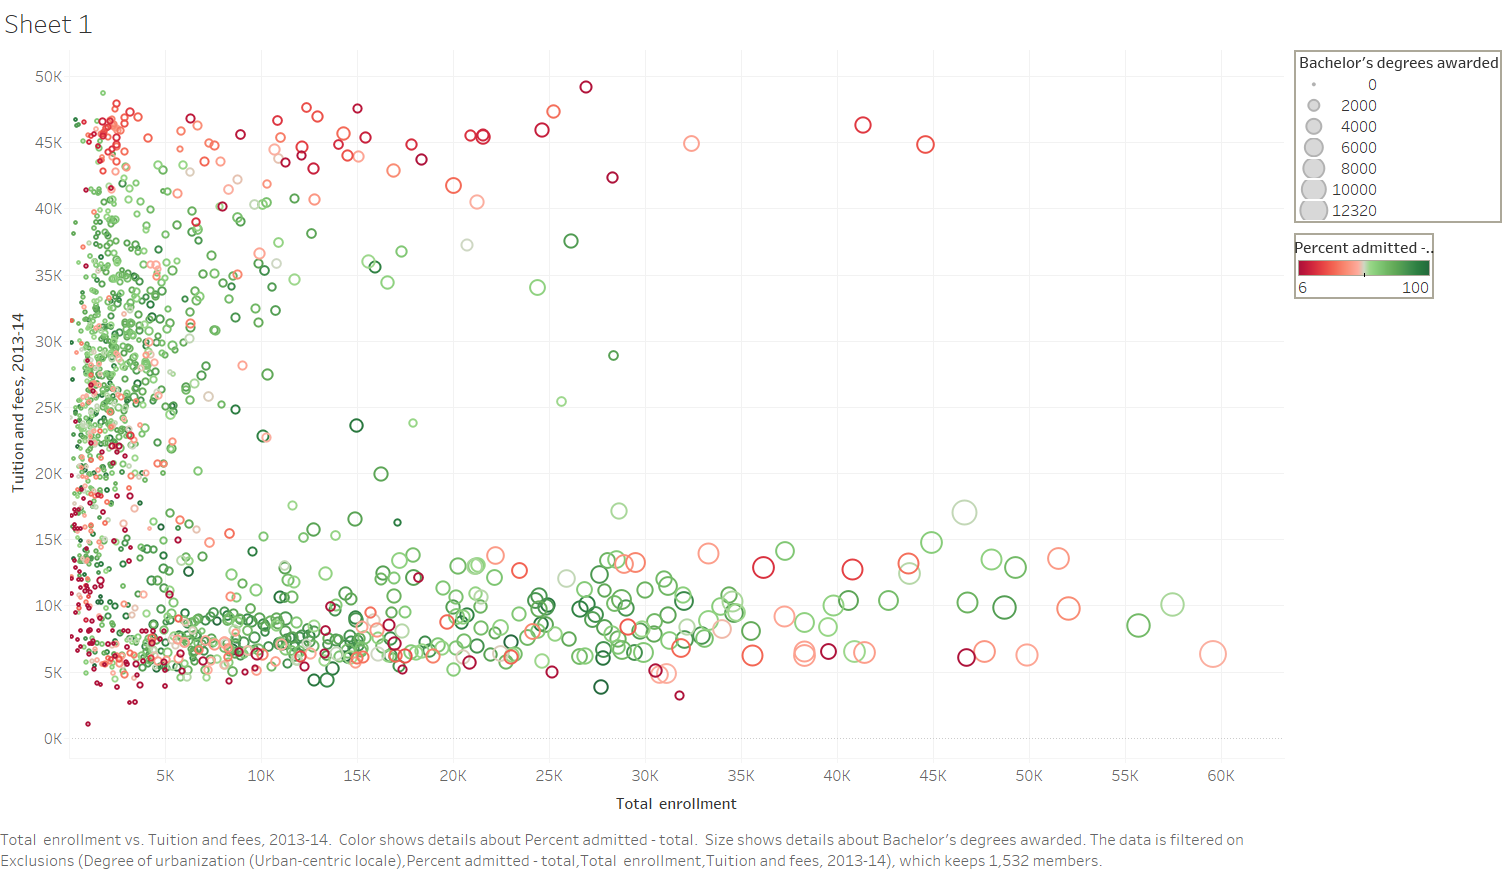 Sheet 1
50K
45K
40K
35K
30K
25K
20K
15K
10K
5K
0K
Tuition and fees, 2013-14
5K 10K 15K 20K 25K 30K 35K 40K 45K 50K 55K 60K
Total enrollment
Bachelor's degrees awarded
0
2000
4000
6000
8000
10000
12320
Percent admitted -..
6 100
Total enrollment vs. Tuition and fees, 2013-14. Color shows details about Percent admitted - total. Size shows details about Bachelor's degrees awarded. The data is filtered on
Exclusions (Degree of urbanization (Urban-centric locale),Percent admitted - total,Total enrollment,Tuition and fees, 2013-14), which keeps 1,532 members.